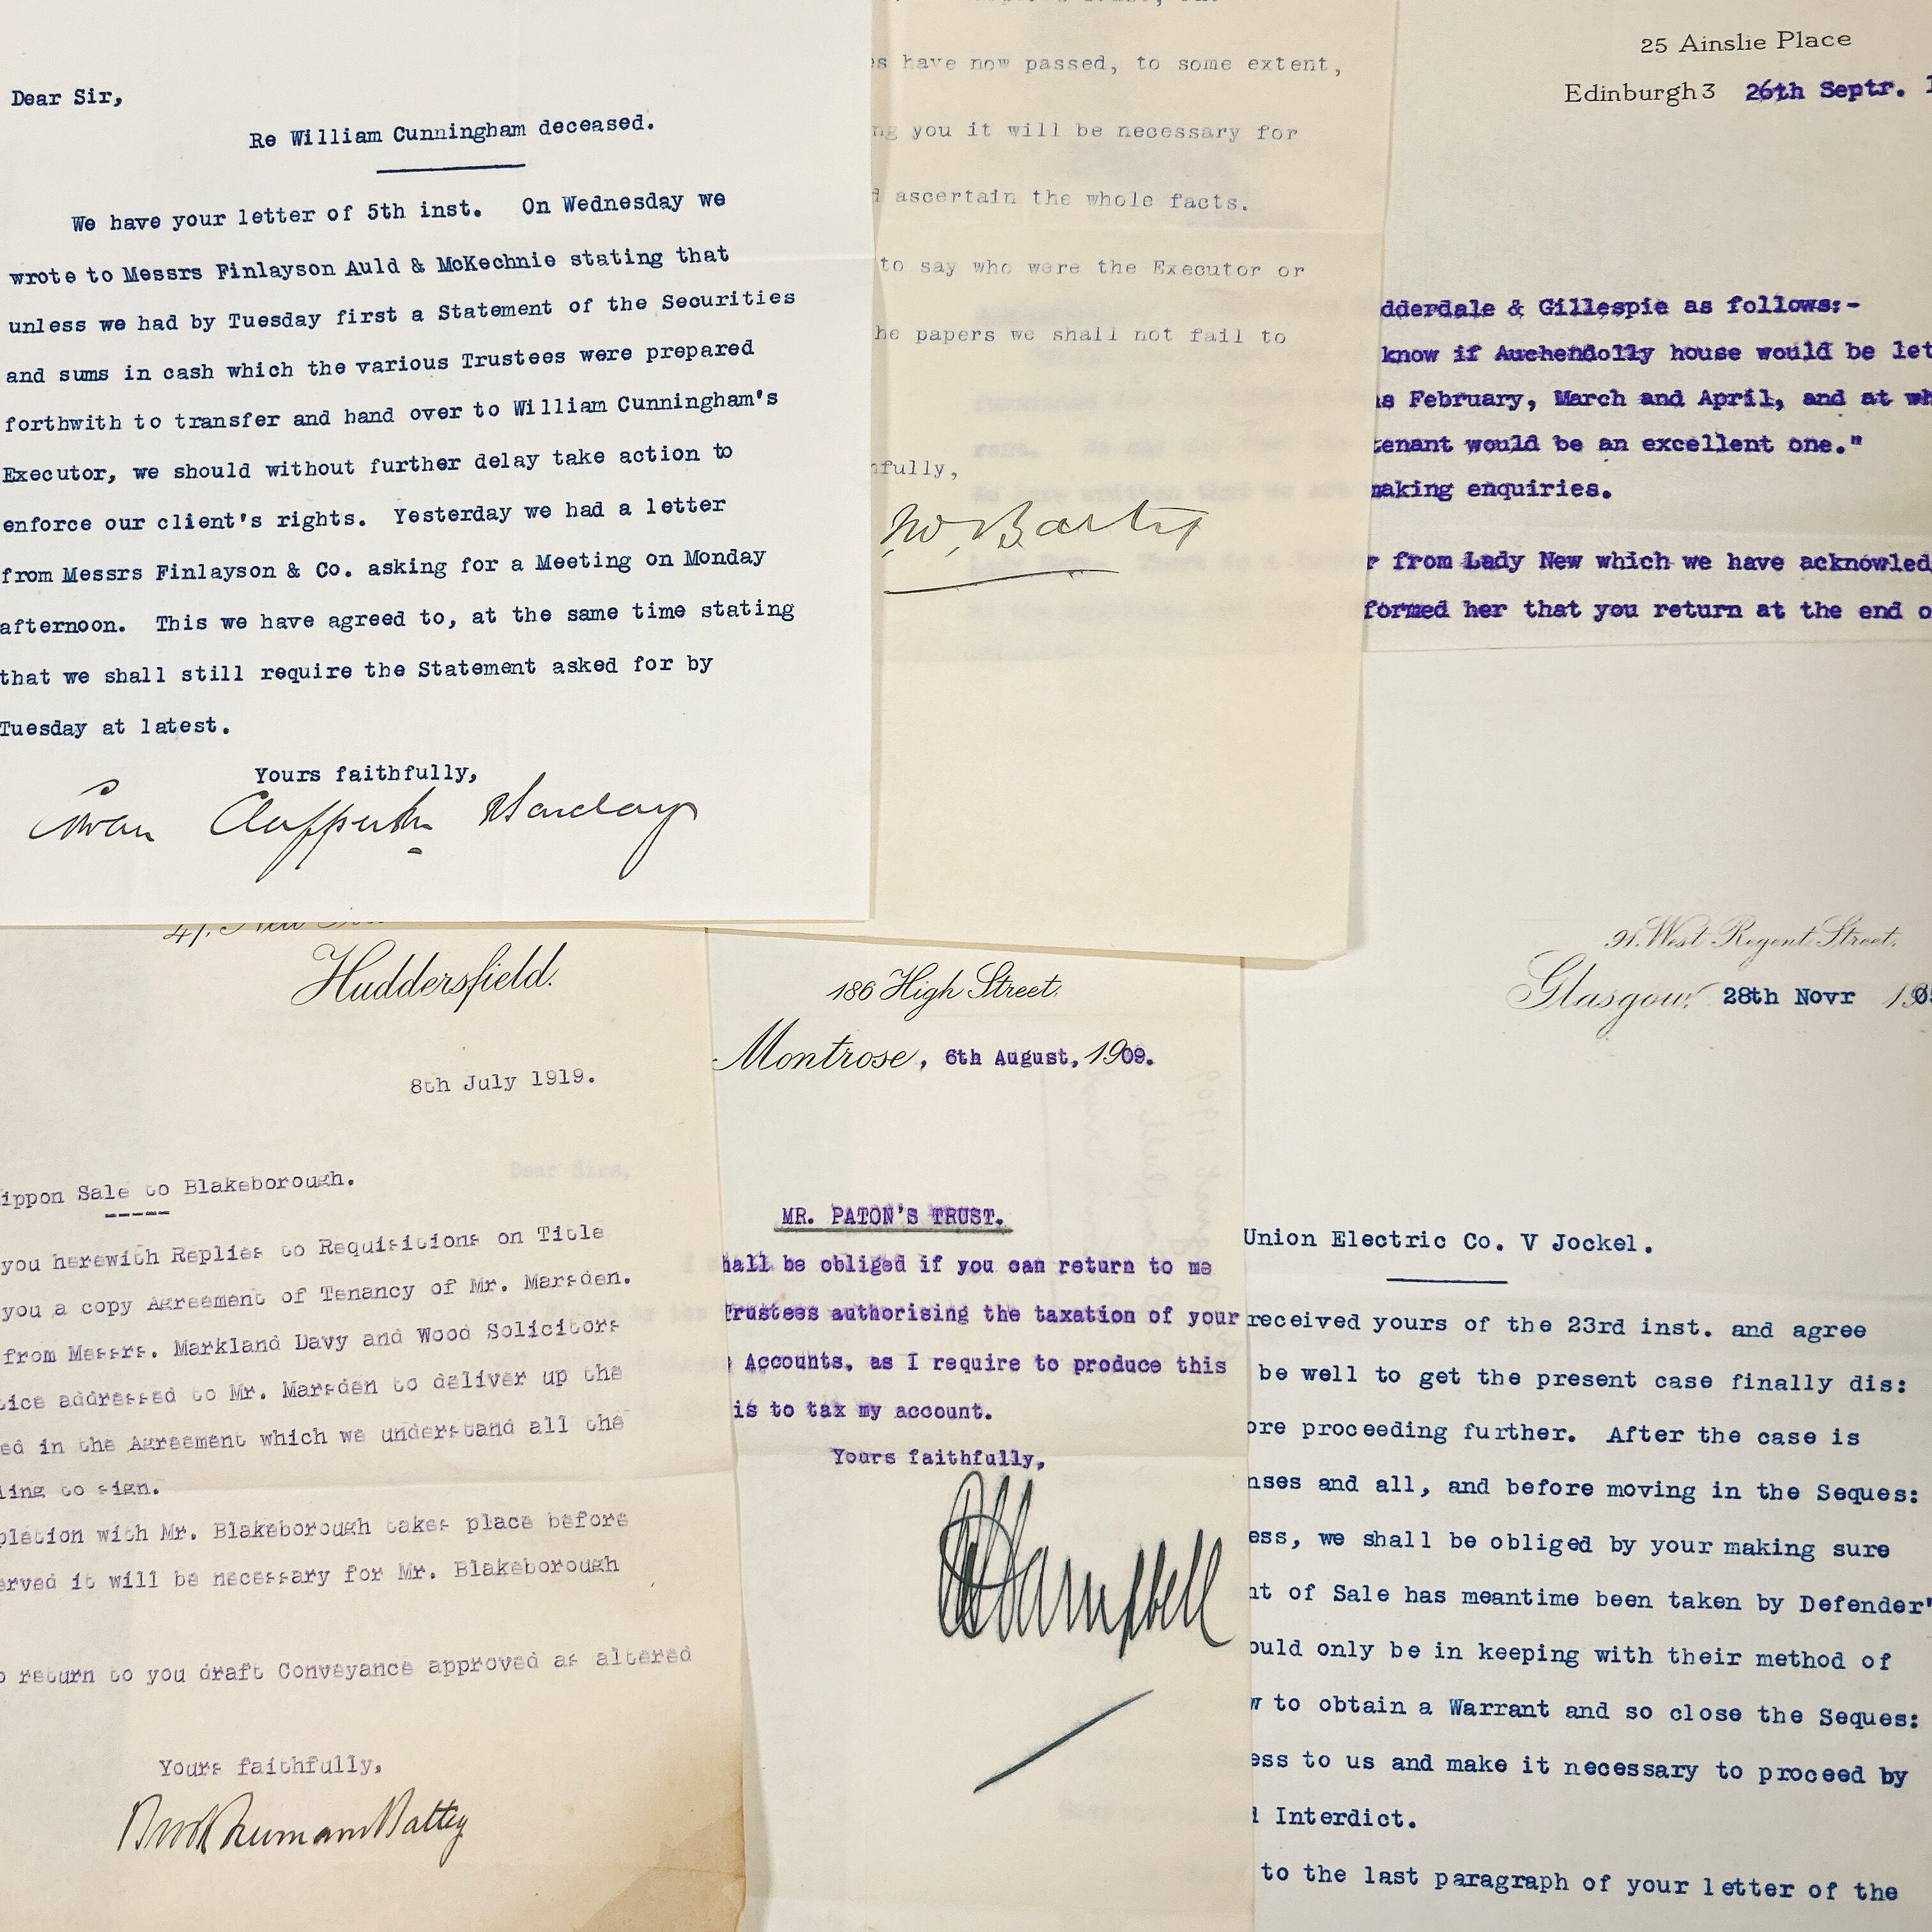 Dear Sir,
Re William Cunningham deceased.
We have your letter of 5th inst. On Wednesday we
wrote to Messrs Finlayson Auld & McKechnie stating that
unless we had by Tuesday first a Statement of the Securities
and sums in cash which the various Trustees were prepared
forthwith to transfer and hand over to William Cunningham's
Executor, we should without further delay take action to
enforce our client's rights. Yesterday we had a letter
from Messrs Finlayson & Co. asking for a Meeting on Monday
afternoon. This we have agreed to, at the same time stating
that we shall still require the Statement asked for by
Tuesday at latest.
Yours faithfully,
have now passed, to some extent,
you it will be necessary for
ascertain the whole facts.
to say who were the Executor or
he papers we shall not fail to
fully,
25 Ainslie Place
Edinburgh 3 26th Septr. 1
dderdale & Gillespie as follows:-
know if Auchendolly house would be let
as February, March and April, and at wh
tenant would be an excellent one."
making enquiries.
r from Lady New which we have acknowled
formed her that you return at the end o
47, New
Huddersfield.
8th July 1919.
ippon Sale to Blakeborough.
you herewith Replies to Requisitions on Title
you a copy Agreement of Tenancy of Mr. Marsden.
from Messrs. Markland Davy and Wood Solicitors
ice addressed to Mr. Marsden to deliver up the
ed in the Agreement which we understand all the
ling to sign.
pletion with Mr. Blakeborough takes place before
erved it will be necessary for Mr. Blakeborough
o return to you draft Conveyance approved as altered
Yours faithfully,
186 High Street.
Montrose, 6th August, 1909.
MR. PATON'S TRUST.
hall be obliged if you can return to me
Trustees authorising the taxation of your
Accounts, as I require to produce this
is to tax my account.
Yours faithfully,
Campbell
91, West Regent Street.
Glasgow, 28th Novr 190
Union Electric Co. V Jockel.
received yours of the 23rd inst. and agree
be well to get the present case finally dis:
ore proceeding further. After the case is
nses and all, and before moving in the Seques:
ess, we shall be obliged by your making sure
nt of Sale has meantime been taken by Defender'
ould only be in keeping with their method of
w to obtain a Warrant and so close the Seques:
ess to us and make it necessary to proceed by
d Interdict.
to the last paragraph of your letter of the